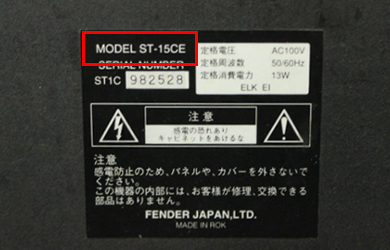 MODEL ST-15CE
SERIAL NUMBER
ST1C 982528
定格電圧 AC100V
定格周波数 50/60Hz
定格消費電力 13W
ELK EI
注意
感電の恐れあり
キャビネットをあけるな
注意
感電防止のため、パネルや、カバーを外さないで
ください。
この機器の内部には、お客様が修理、交換できる
部品はありません。
FENDER JAPAN,LTD.
MADE IN ROK